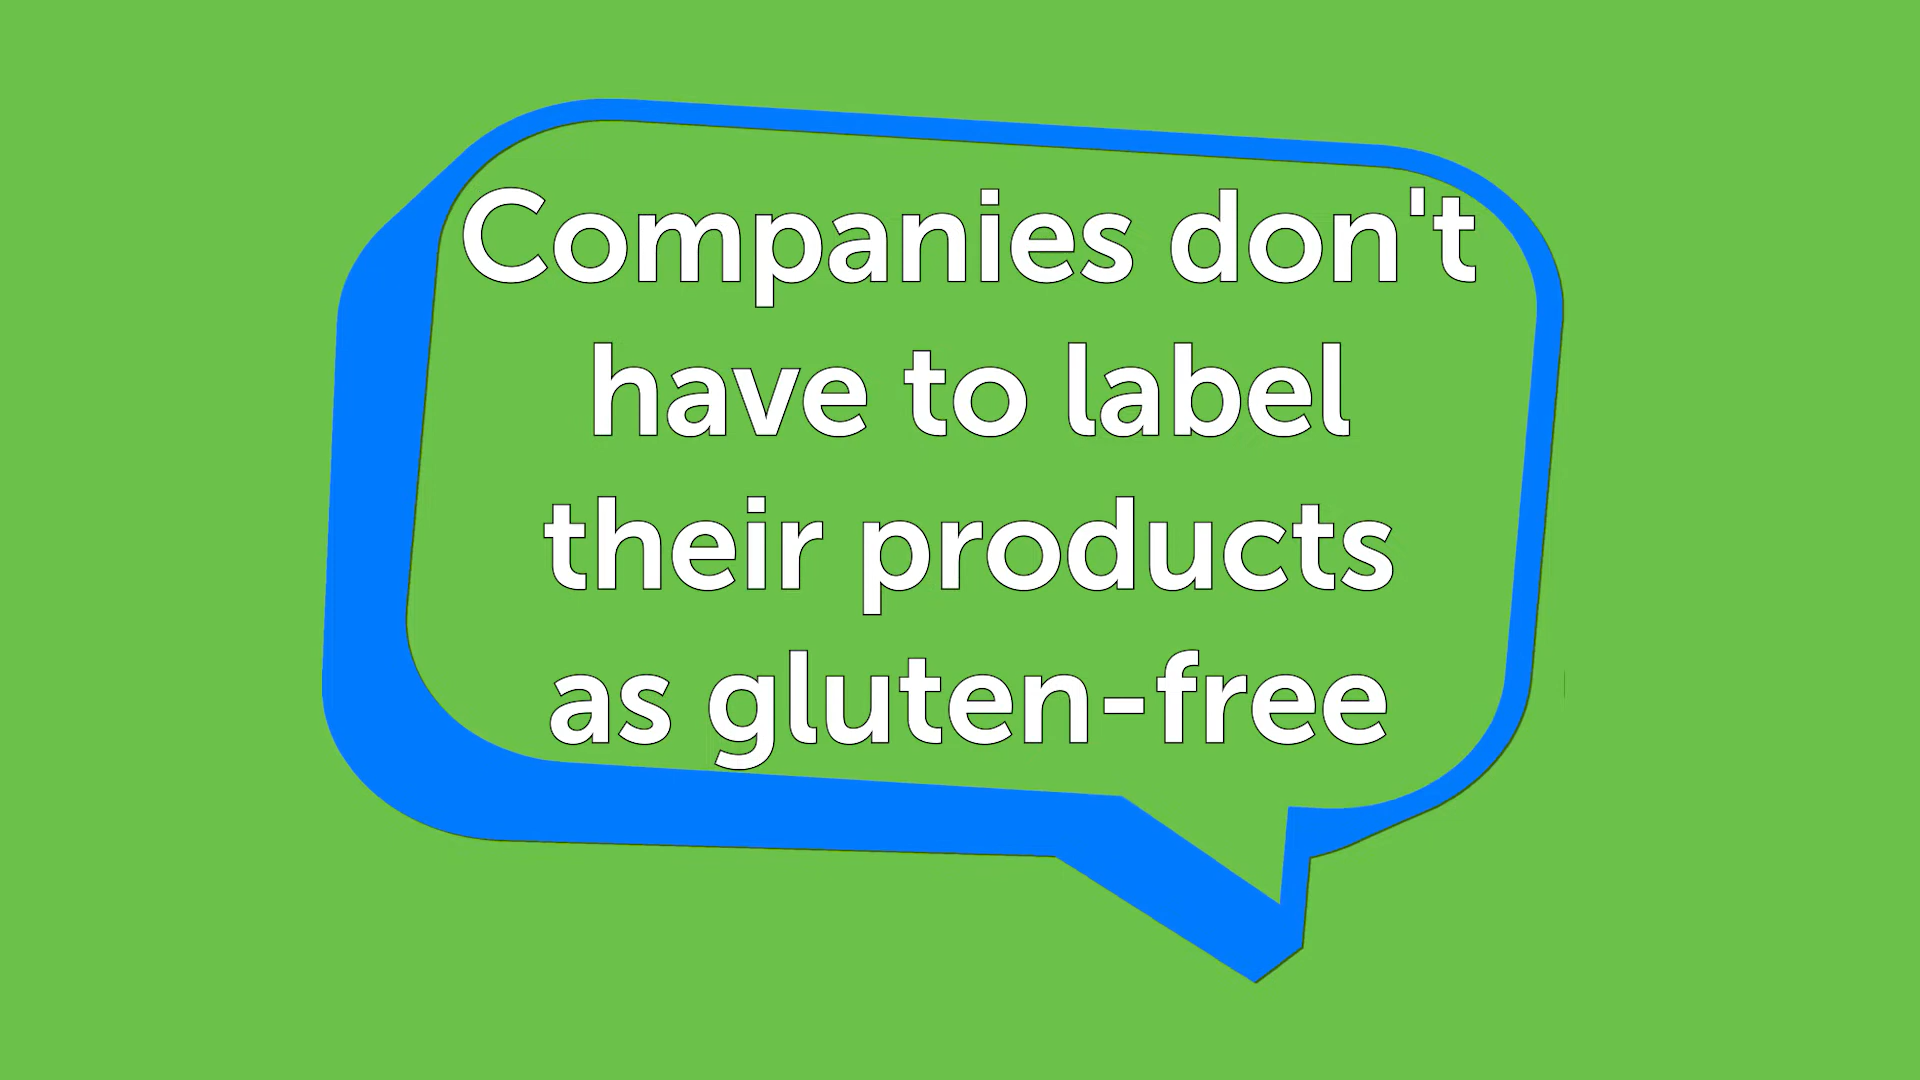 Companies don't
have to label
their products
as gluten-free